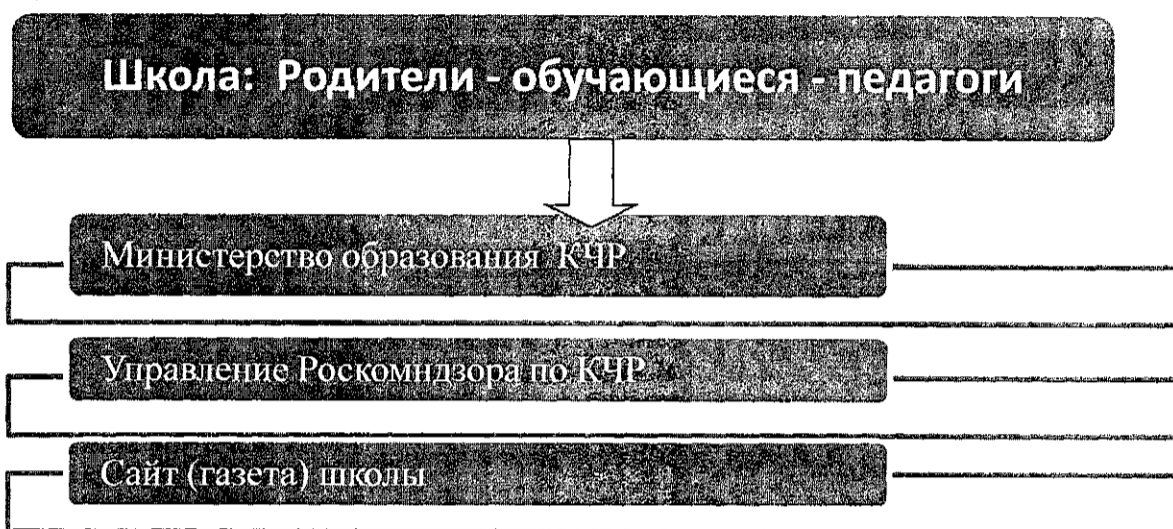 Школа: Родители - обучающиеся - педагоги
Министерство образования КЧР
Управление Роскомндзора по КЧР
Сайт (газета) школы